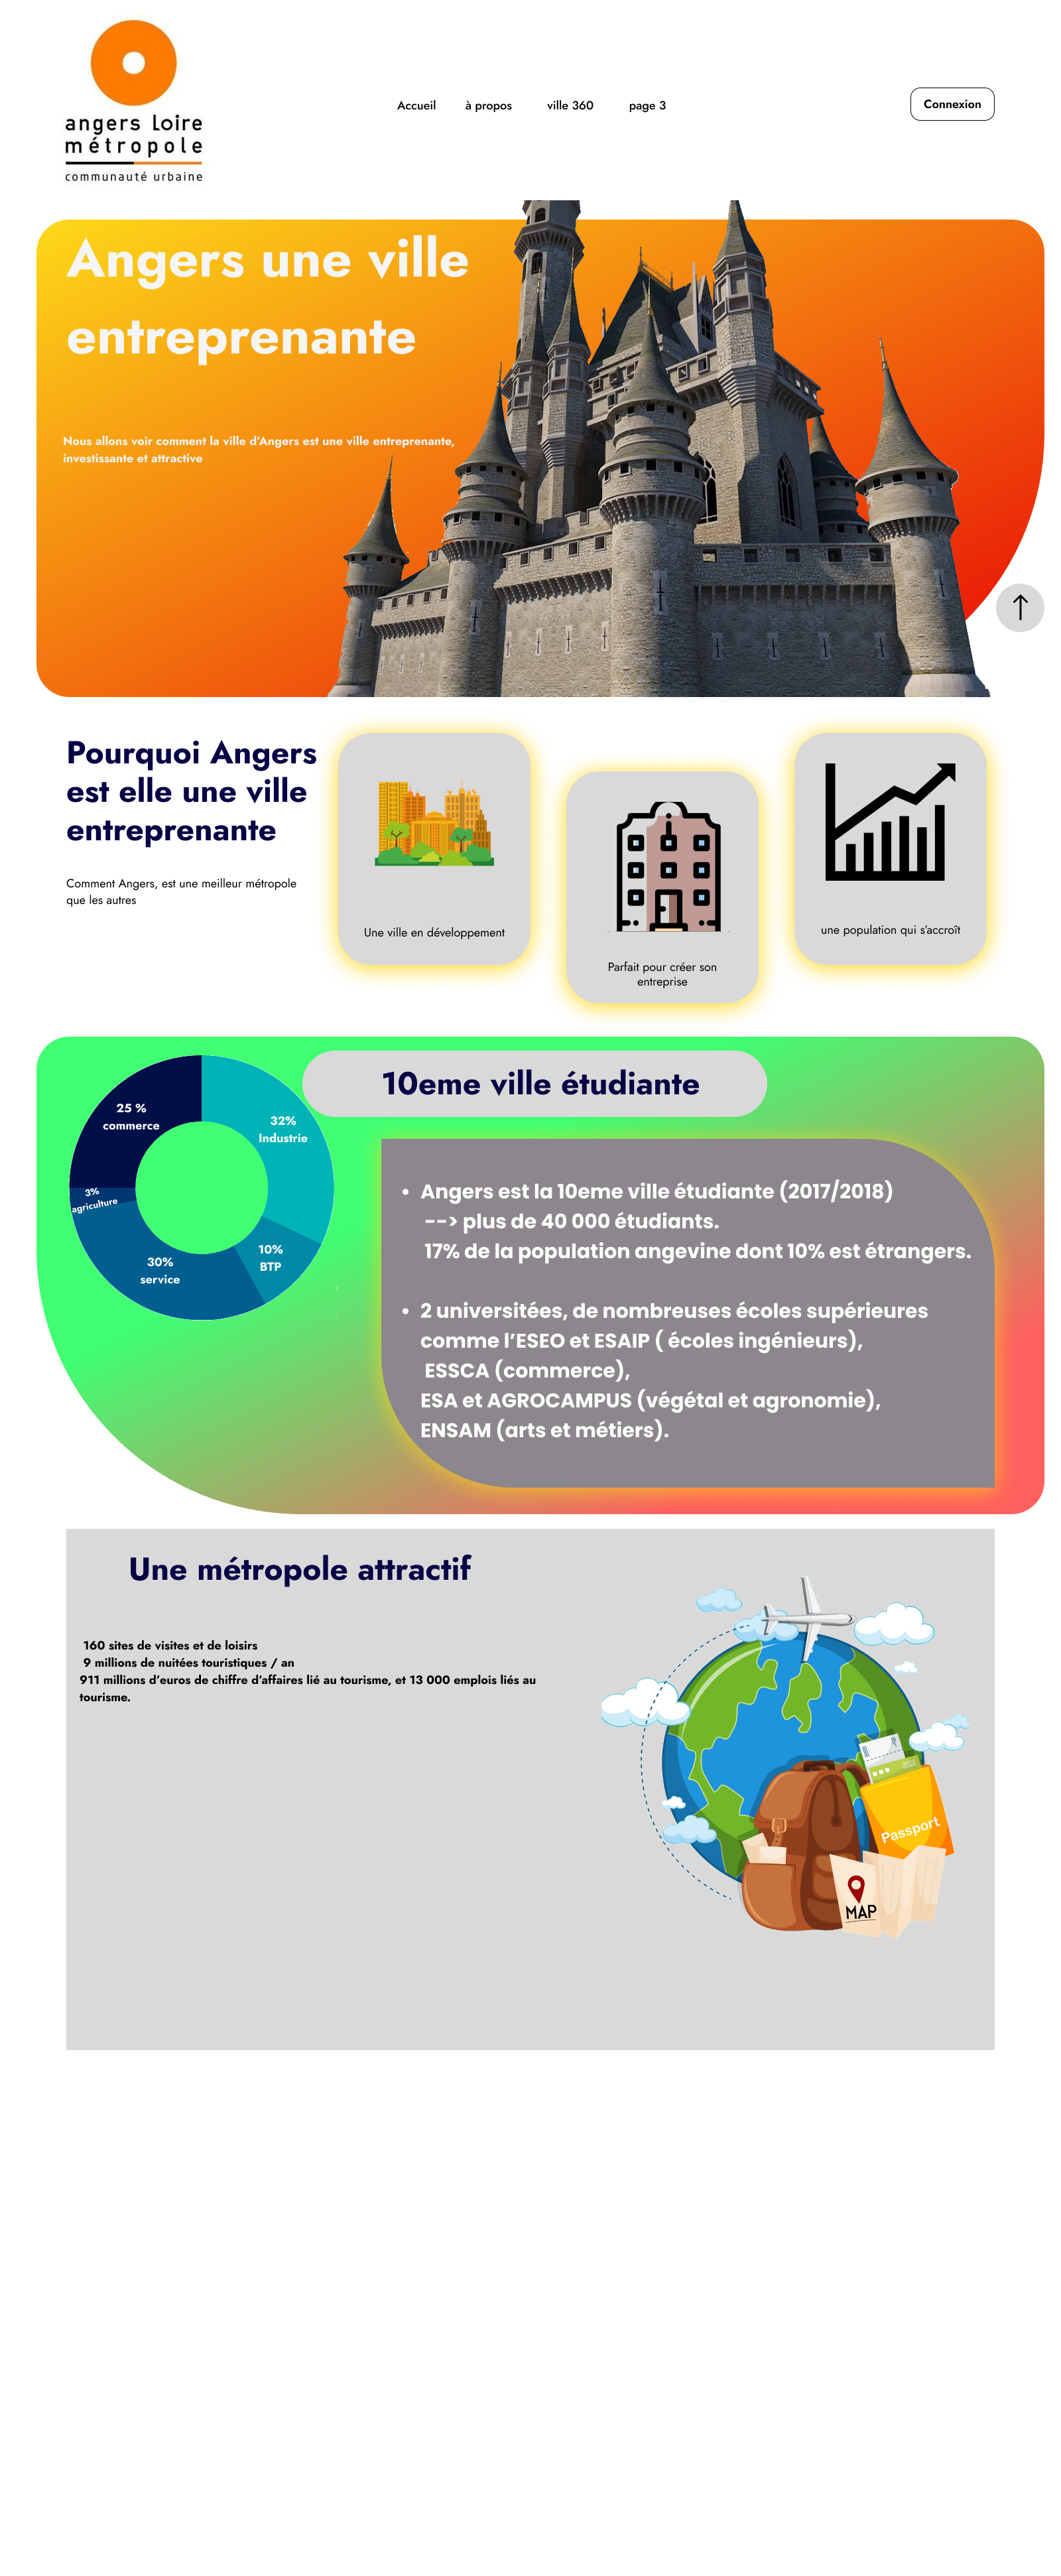 angers Loire
métropole
communauté urbaine
Accueil à propos ville 360 page 3
Connexion
Angers une ville
entreprenante
Nous allons voir comment la ville d'Angers est une ville entreprenante,
investissante et attractive
Pourquoi Angers
est elle une ville
entreprenante
Comment Angers, est une meilleur métropole
que les autres
Une ville en développement
Parfait pour créer son
entreprise
une population qui s'accroît
25 %
commerce
32%
Industrie
3%
agriculture
10%
BTP
30%
service
10eme ville étudiante
• Angers est la 10eme ville étudiante (2017/2018)
--> plus de 40 000 étudiants.
17% de la population angevine dont 10% est étrangers.
• 2 universitées, de nombreuses écoles supérieures
comme l'ESEO et ESAIP ( écoles ingénieurs),
ESSCA (commerce),
ESA et AGROCAMPUS (végétal et agronomie),
ENSAM (arts et métiers).
Une métropole attractif
160 sites de visites et de loisirs
9 millions de nuitées touristiques / an
911 millions d'euros de chiffre d'affaires lié au tourisme, et 13 000 emplois liés au
tourisme.
Passport
MAP